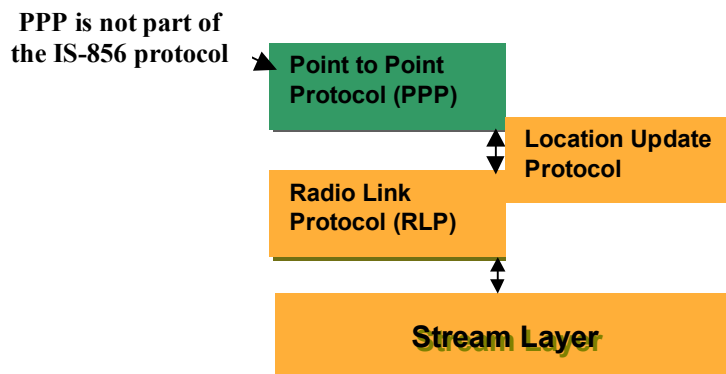 PPP is not part of
the IS-856 protocol
Point to Point
Protocol (PPP)
Location Update
Protocol
Radio Link
Protocol (RLP)
Stream Layer